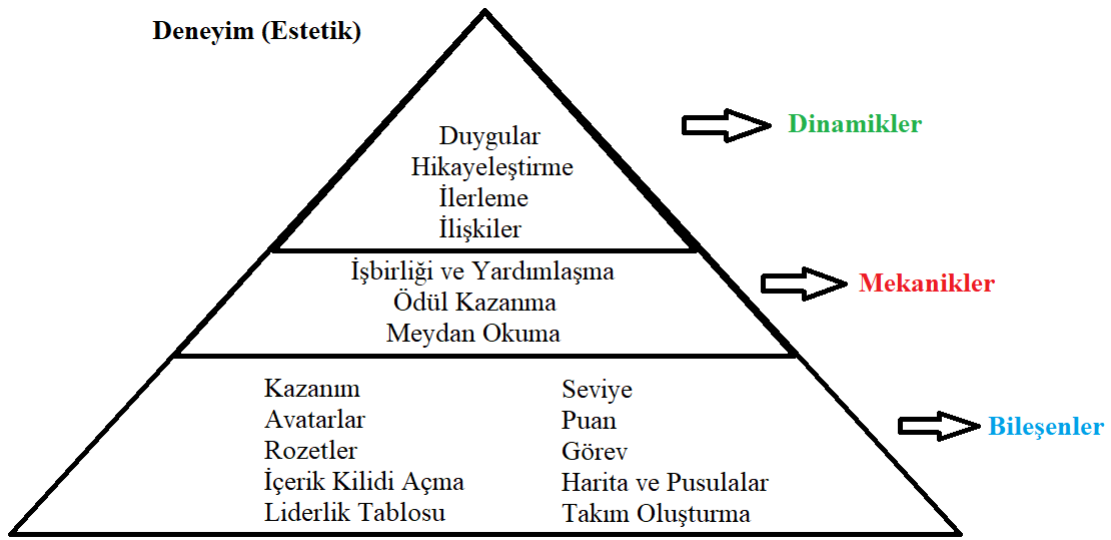 Deneyim (Estetik)
Dinamikler
Duygular
Hikayeleştirme
İlerleme
İlişkiler
İşbirliği ve Yardımlaşma
Ödül Kazanma
Meydan Okuma
Mekanikler
Kazanım
Avatarlar
Rozetler
İçerik Kilidi Açma
Liderlik Tablosu
Seviye
Puan
Görev
Harita ve Pusulalar
Takım Oluşturma
Bileşenler